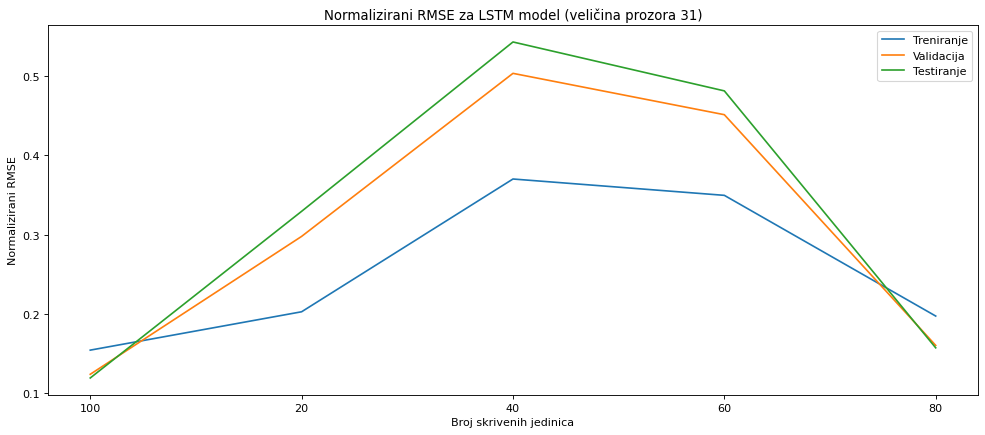 Normalizirani RMSE za LSTM model (veličina prozora 31)
Treniranje
Validacija
Testiranje
Normalizirani RMSE
0.5
0.4
0.3
0.2
0.1
100 20 40 60 80
Broj skrivenih jedinica